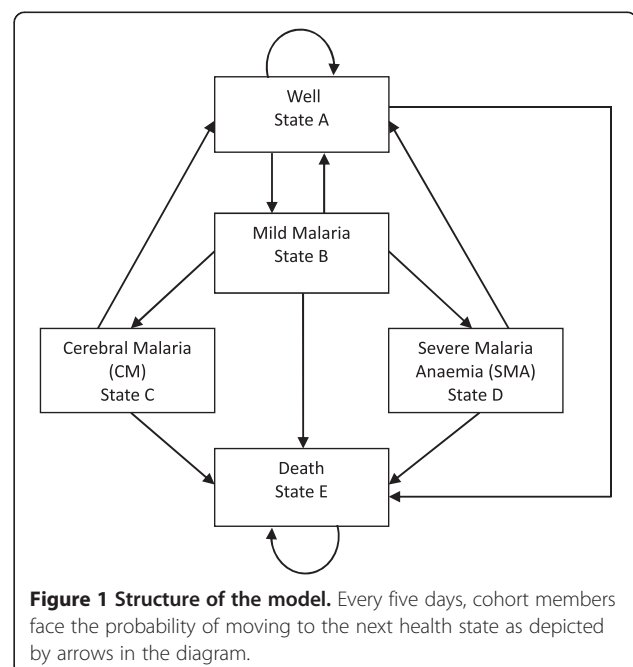 Well
State A
Mild Malaria
State B
Cerebral Malaria
(CM)
State C
Severe Malaria
Anaemia (SMA)
State D
Death
State E
Figure 1 Structure of the model. Every five days, cohort members
face the probability of moving to the next health state as depicted
by arrows in the diagram.